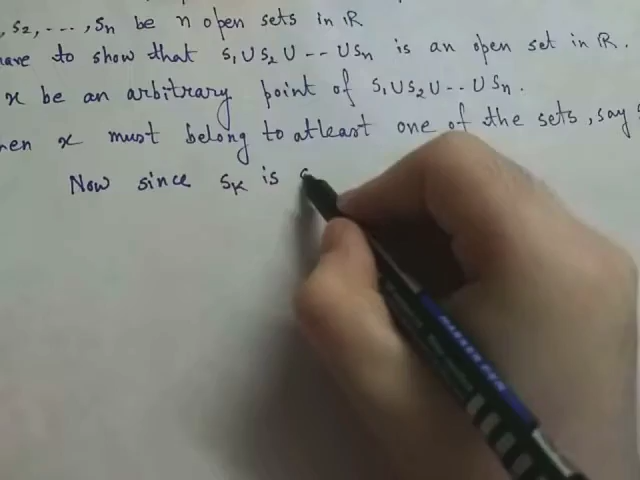 , s₂, ..., sₙ be n open sets in ℝ
have to show that s₁ ∪ s₂ ∪ -- ∪ sₙ is an open set in ℝ.
x be an arbitrary point of s₁ ∪ s₂ ∪ -- ∪ sₙ.
hen x must belong to atleast one of the sets, say s
Now since sₖ is
PARKER PEN